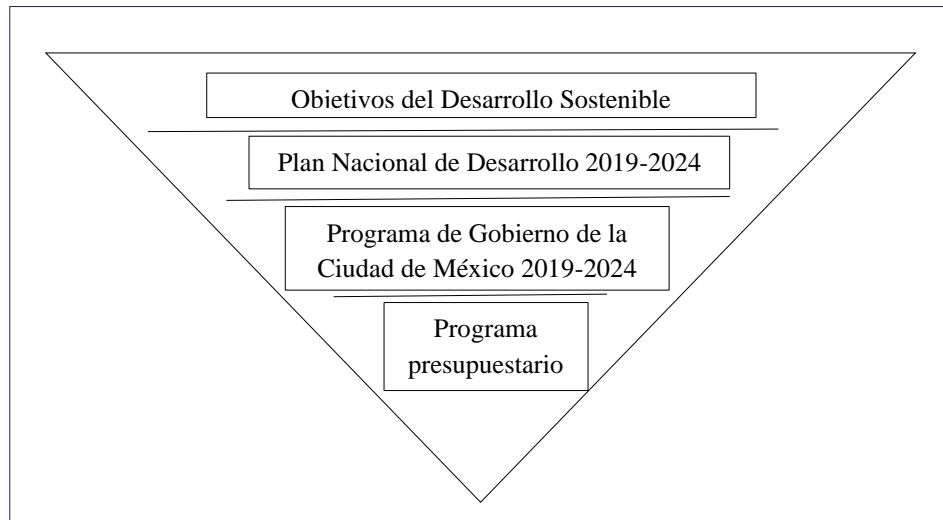 Obietivos del Desarrollo Sostenible
Plan Nacional de Desarrollo 2019-2024
Programa de Gobierno de la
Ciudad de México 2019-2024
Programa
presupuestario